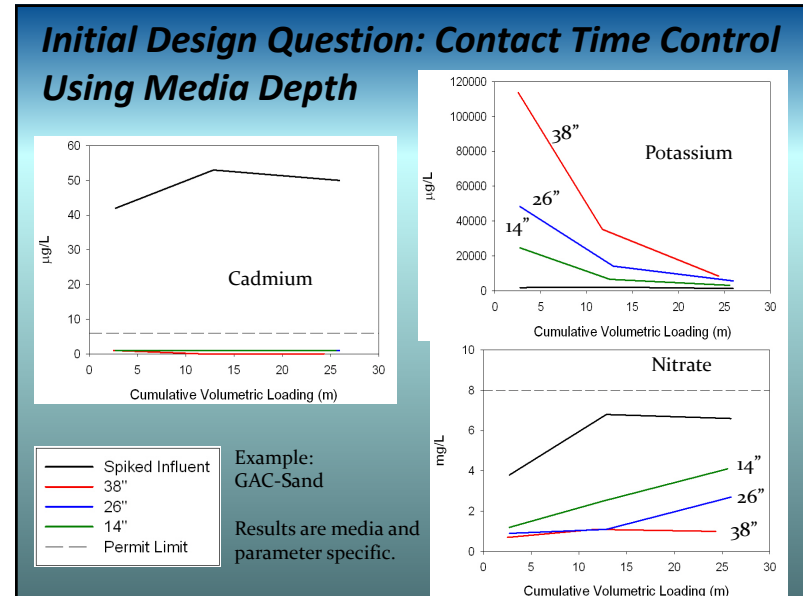 Initial Design Question: Contact Time Control
Using Media Depth
60
50
40
30
20
10
0
µg/L
Cadmium
0 5 10 15 20 25 30
Cumulative Volumetric Loading (m)
120000
100000
80000
60000
40000
20000
0
µg/L
Potassium
38”
26”
14”
0 5 10 15 20 25 30
Cumulative Volumetric Loading (m)
Nitrate
10
8
6
4
2
0
mg/L
14”
26”
38”
0 5 10 15 20 25 30
Cumulative Volumetric Loading (m)
Spiked Influent
38"
26"
14"
Permit Limit
Example:
GAC-Sand
Results are media and
parameter specific.